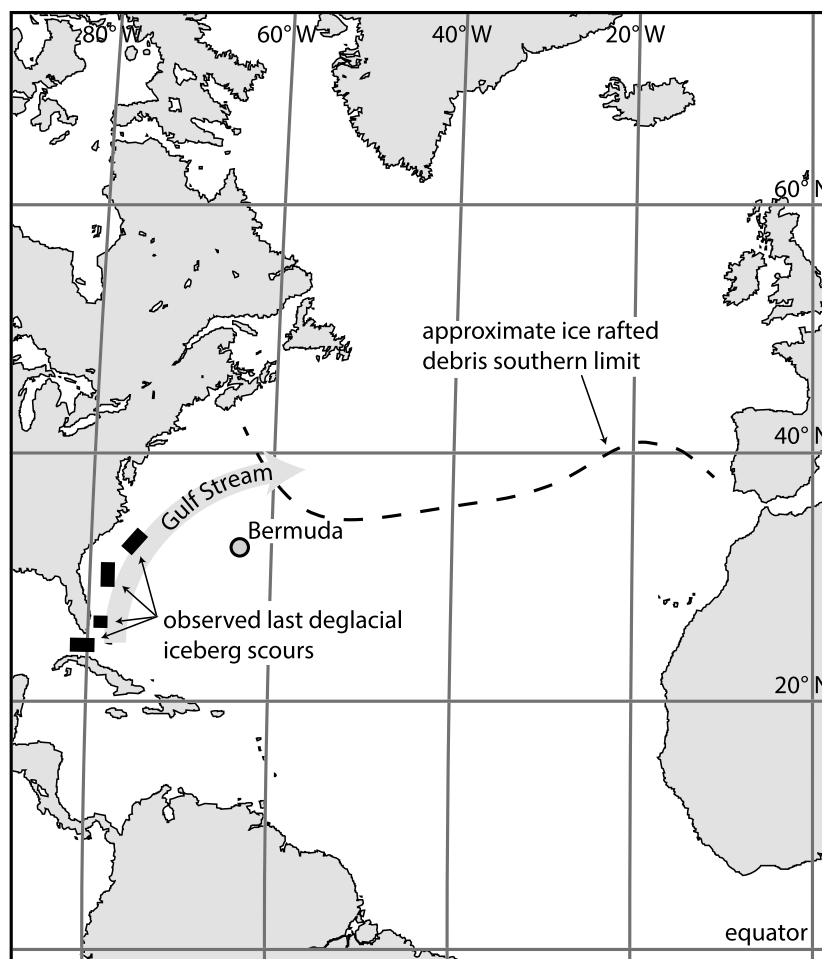 80°W
60°W
40°W
20°W
60° N
approximate ice rafted
debris southern limit
40° N
Gulf Stream
Bermuda
observed last deglacial
iceberg scours
20° N
equator